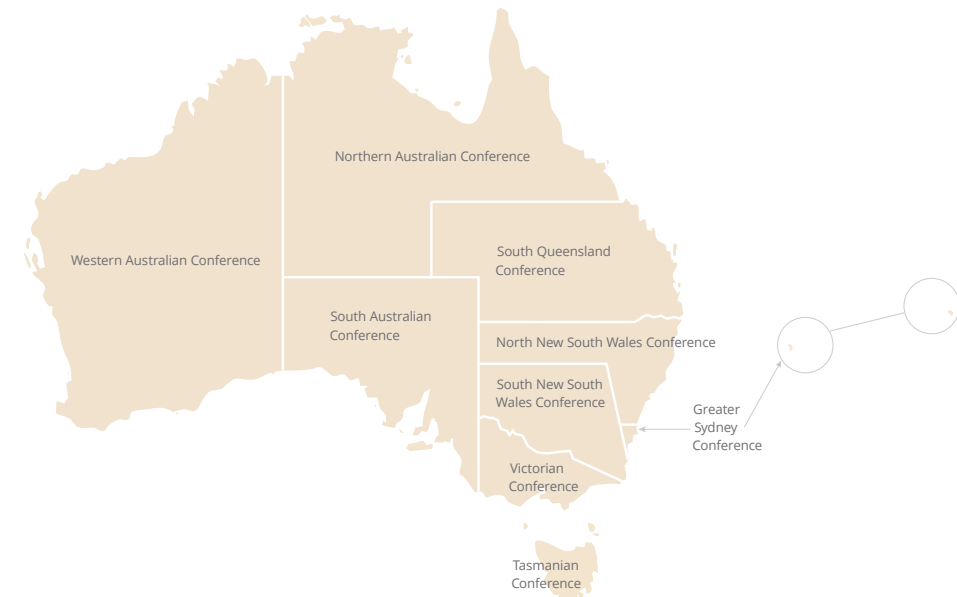 Northern Australian Conference
Western Australian Conference
South Queensland
Conference
South Australian
Conference
North New South Wales Conference
South New South
Wales Conference
Greater
Sydney
Conference
Victorian
Conference
Tasmanian
Conference